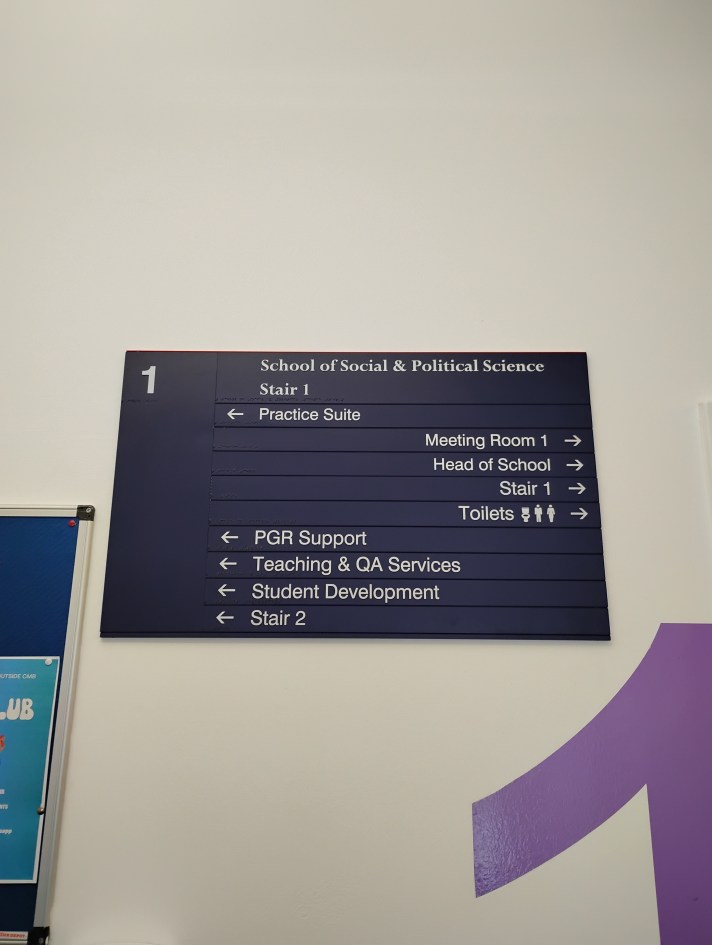 1
School of Social & Political Science
Stair 1
← Practice Suite
Meeting Room 1 →
Head of School →
Stair 1 →
Toilets →
← PGR Support
← Teaching & QA Services
← Student Development
← Stair 2
1